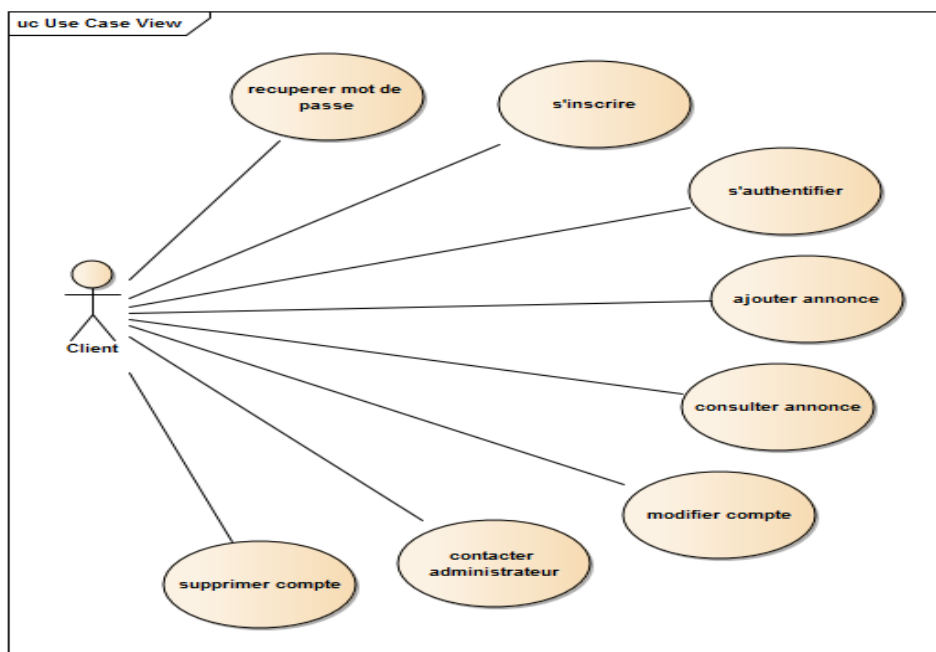 uc Use Case View
recuperer mot de
passe
s'inscrire
s'authentifier
ajouter annonce
Client
consulter annonce
modifier compte
contacter
administrateur
supprimer compte